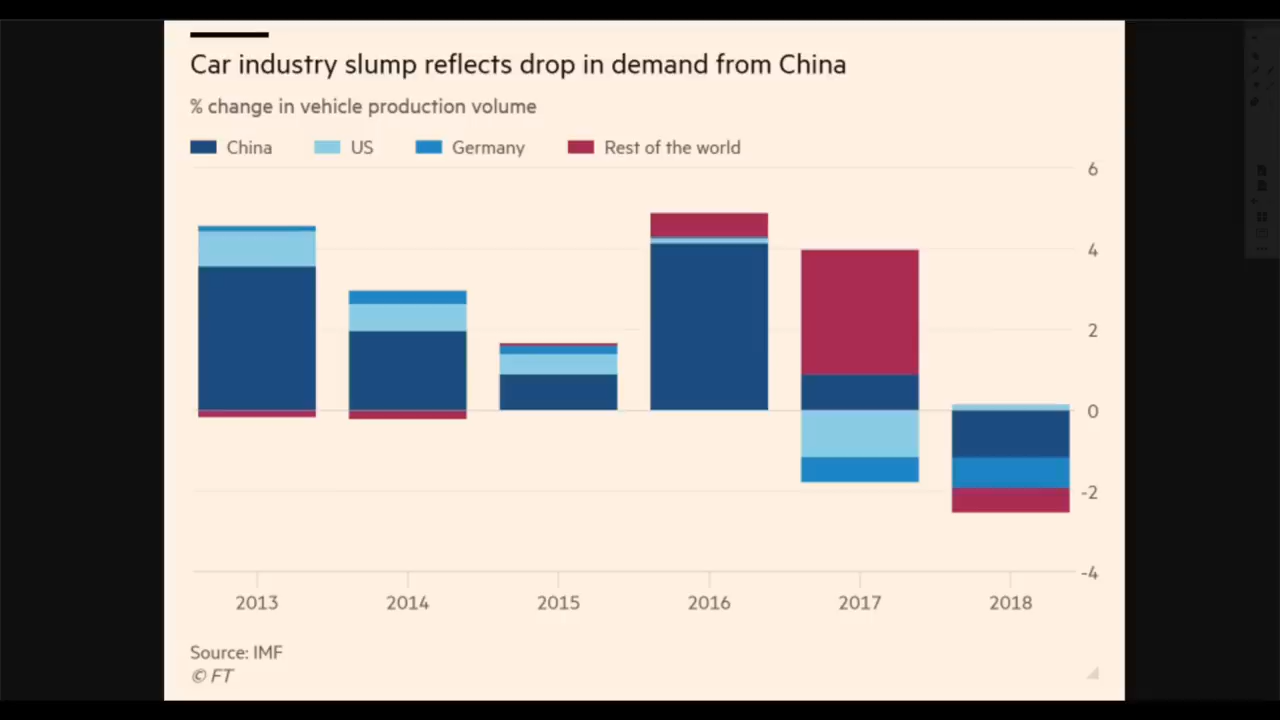 Car industry slump reflects drop in demand from China
% change in vehicle production volume
China US Germany Rest of the world
6
4
2
0
-2
-4
2013 2014 2015 2016 2017 2018
Source: IMF
© FT